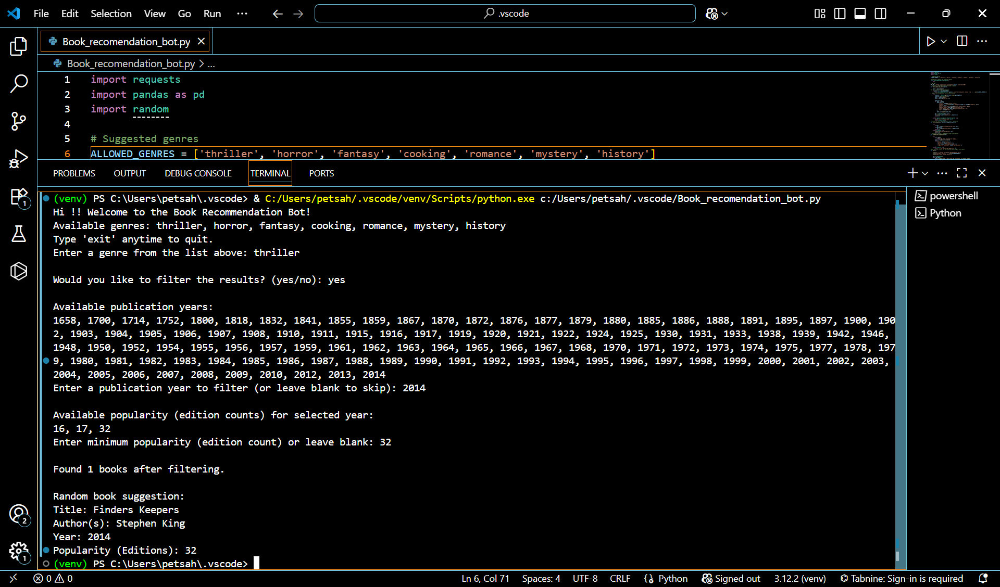 File Edit Selection View Go Run ··· .vscode
Book_recomendation_bot.py
Book_recomendation_bot.py > ...
1 import requests
2 import pandas as pd
3 import random
4
5 # Suggested genres
6 ALLOWED_GENRES = ['thriller', 'horror', 'fantasy', 'cooking', 'romance', 'mystery', 'history']
PROBLEMS OUTPUT DEBUG CONSOLE TERMINAL PORTS
(venv) PS C:\Users\petsah\.vscode> & C:/Users/petsah/.vscode/venv/Scripts/python.exe c:/Users/petsah/.vscode/Book_recomendation_bot.py
Hi !! Welcome to the Book Recommendation Bot!
Available genres: thriller, horror, fantasy, cooking, romance, mystery, history
Type 'exit' anytime to quit.
Enter a genre from the list above: thriller
Would you like to filter the results? (yes/no): yes
Available publication years:
1658, 1700, 1714, 1752, 1800, 1818, 1832, 1841, 1855, 1859, 1867, 1870, 1872, 1876, 1877, 1879, 1880, 1885, 1886, 1888, 1891, 1895, 1897, 1900, 190
2, 1903, 1904, 1905, 1906, 1907, 1908, 1910, 1911, 1915, 1916, 1917, 1919, 1920, 1921, 1922, 1924, 1925, 1930, 1931, 1933, 1938, 1939, 1942, 1946,
1948, 1950, 1952, 1954, 1955, 1956, 1957, 1959, 1961, 1962, 1963, 1964, 1965, 1966, 1967, 1968, 1970, 1971, 1972, 1973, 1974, 1975, 1977, 1978, 197
9, 1980, 1981, 1982, 1983, 1984, 1985, 1986, 1987, 1988, 1989, 1990, 1991, 1992, 1993, 1994, 1995, 1996, 1997, 1998, 1999, 2000, 2001, 2002, 2003,
2004, 2005, 2006, 2007, 2008, 2009, 2010, 2012, 2013, 2014
Enter a publication year to filter (or leave blank to skip): 2014
Available popularity (edition counts) for selected year:
16, 17, 32
Enter minimum popularity (edition count) or leave blank: 32
Found 1 books after filtering.
Random book suggestion:
Title: Finders Keepers
Author(s): Stephen King
Year: 2014
Popularity (Editions): 32
(venv) PS C:\Users\petsah\.vscode>
powershell
Python
1
2
1
0 0 Ln 6, Col 71 Spaces: 4 UTF-8 CRLF {} Python Signed out 3.12.2 (venv) Tabnine: Sign-in is required